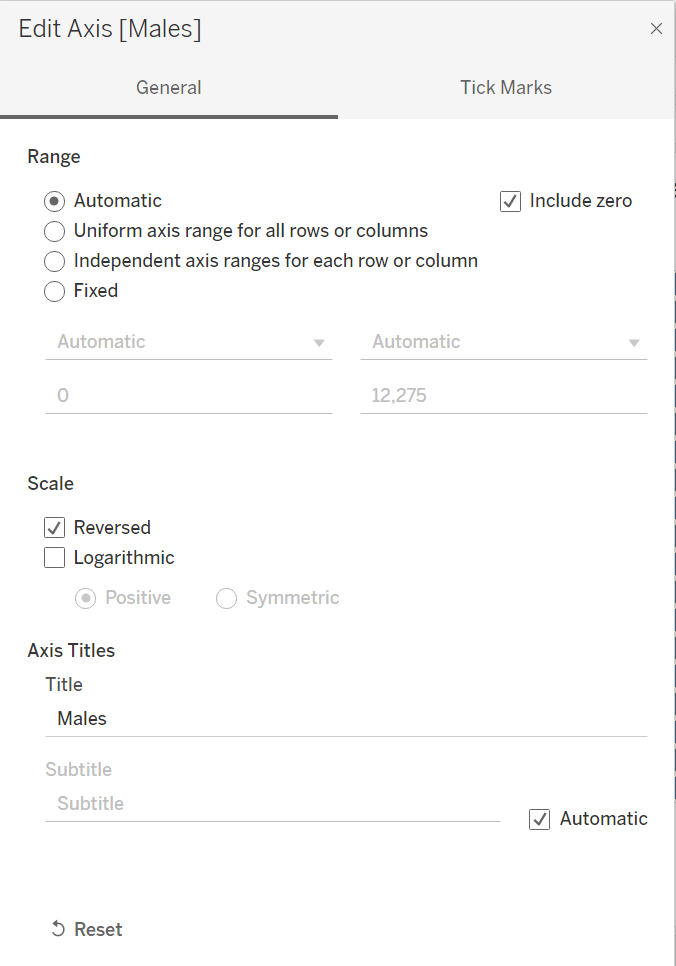 Edit Axis [Males]
General Tick Marks
Range
Automatic Include zero
Uniform axis range for all rows or columns
Independent axis ranges for each row or column
Fixed
Automatic Automatic
0 12,275
Scale
Reversed
Logarithmic
Positive Symmetric
Axis Titles
Title
Males
Subtitle
Subtitle Automatic
Reset